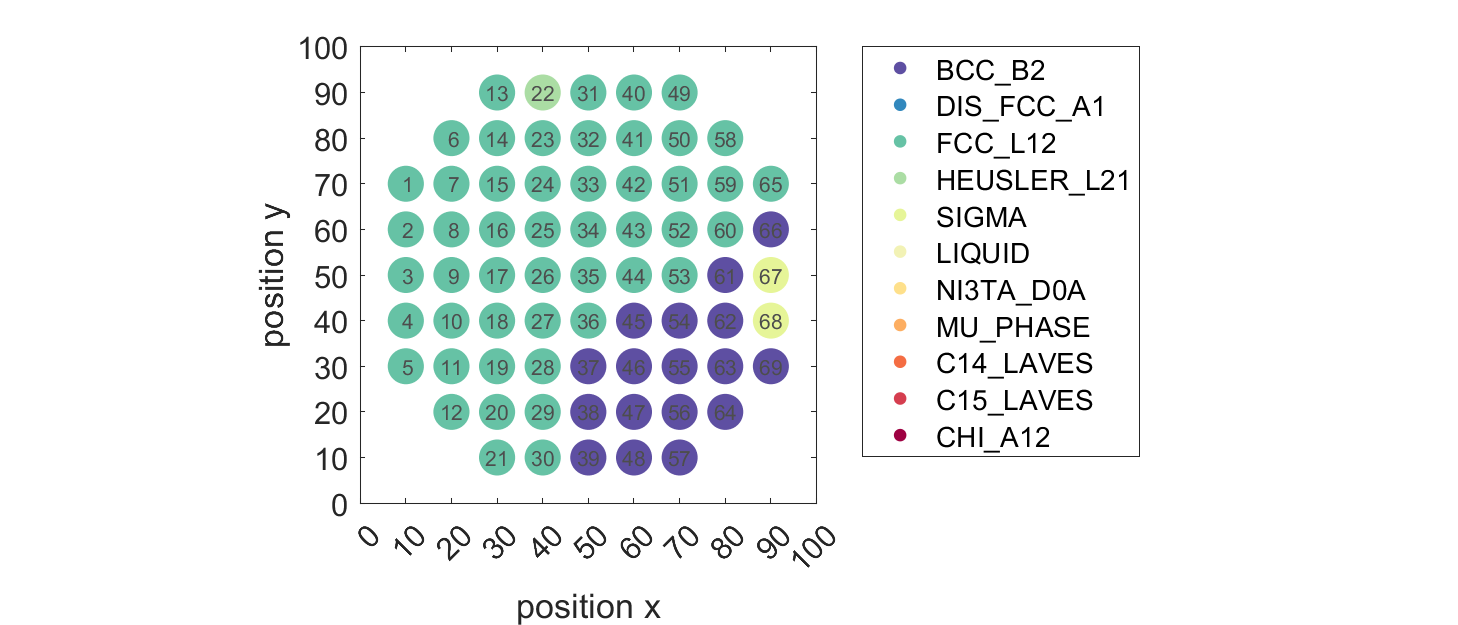 100
90
80
70
60
50
40
30
20
10
0
13 22 31 40 49
6 14 23 32 41 50 58
1 7 15 24 33 42 51 59 65
2 8 16 25 34 43 52 60 66
3 9 17 26 35 44 53 61 67
4 10 18 27 36 45 54 62 68
5 11 19 28 37 46 55 63 69
12 20 29 38 47 56 64
21 30 39 48 57
0 10 20 30 40 50 60 70 80 90 100
position x
position y
BCC_B2
DIS_FCC_A1
FCC_L12
HEUSLER_L21
SIGMA
LIQUID
NI3TA_D0A
MU_PHASE
C14_LAVES
C15_LAVES
CHI_A12